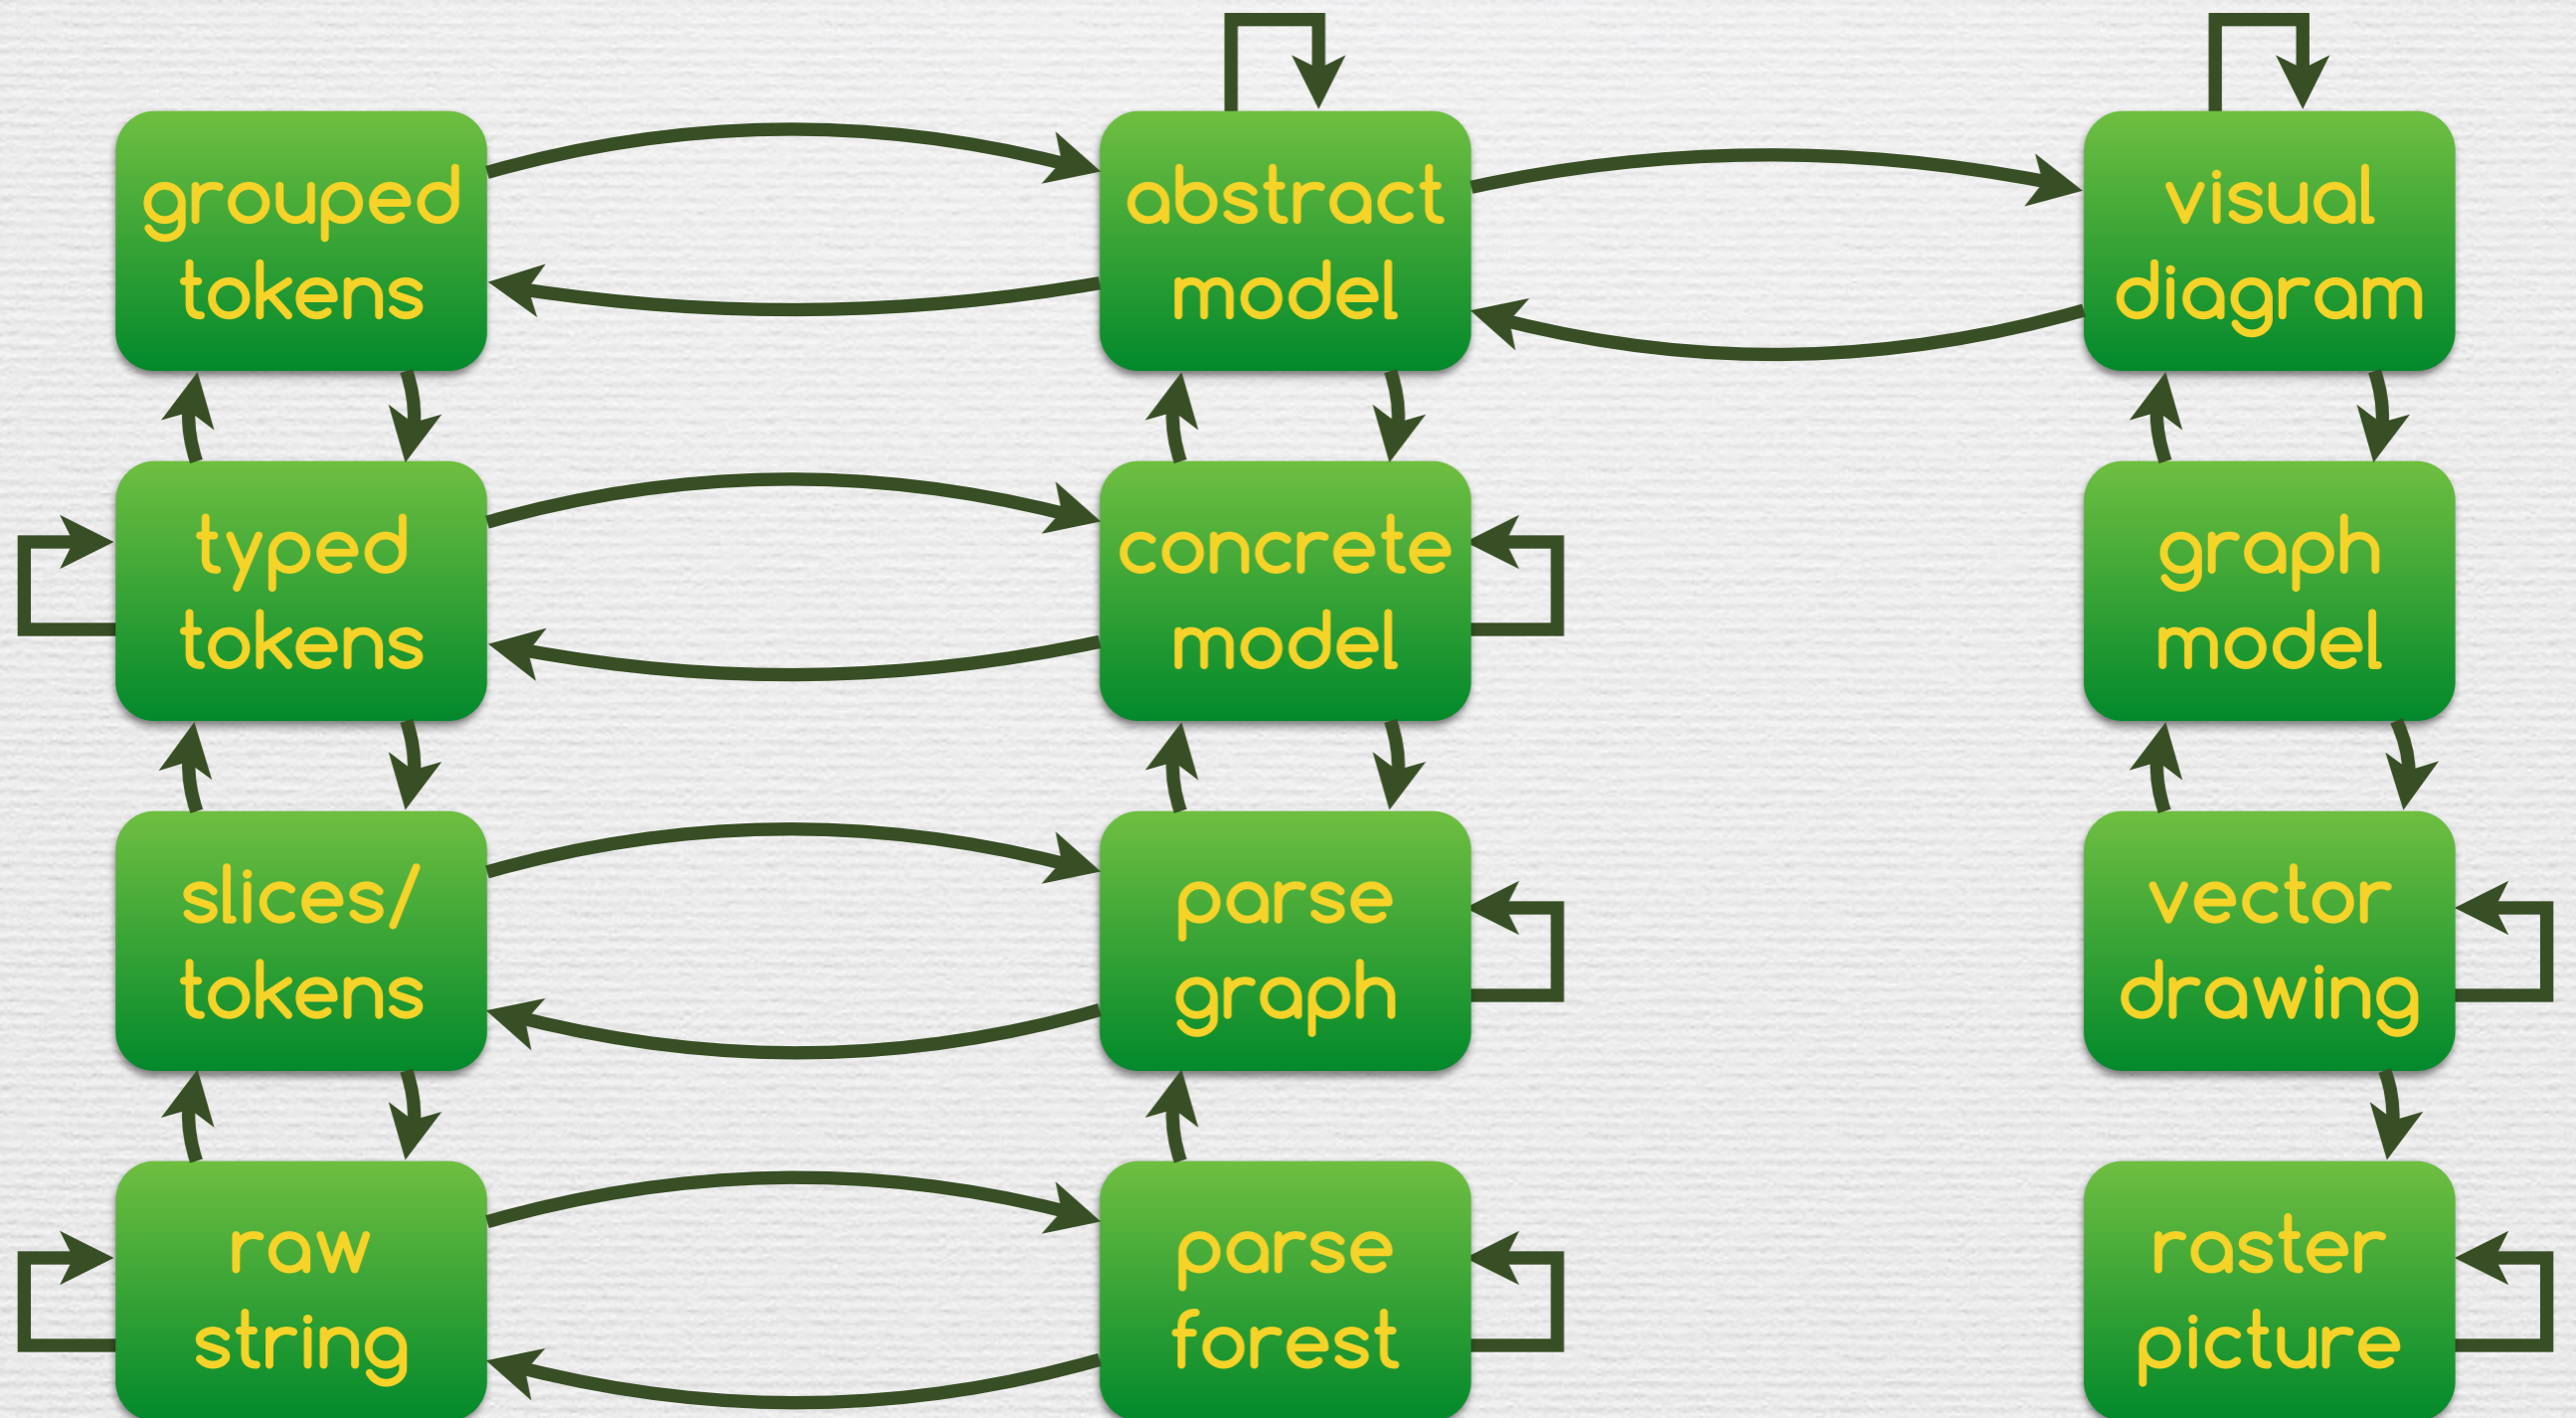 grouped
tokens
abstract
model
visual
diagram
typed
tokens
concrete
model
graph
model
slices/
tokens
parse
graph
vector
drawing
raw
string
parse
forest
raster
picture